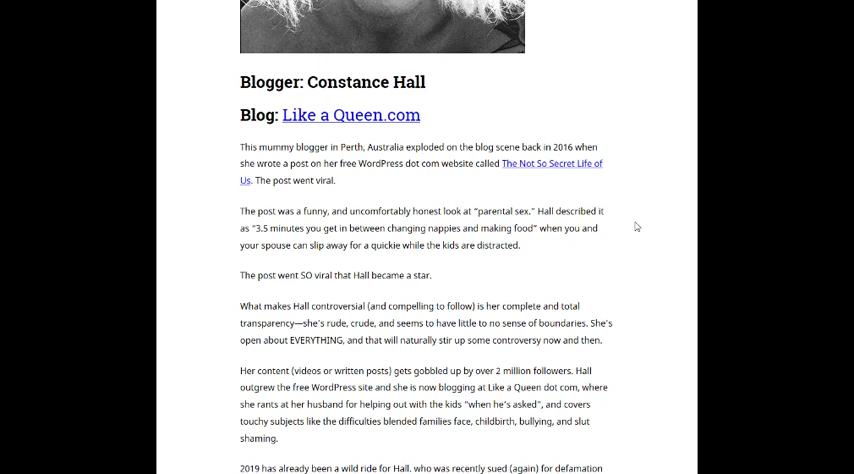 Blogger: Constance Hall
Blog: Like a Queen.com
This mummy blogger in Perth, Australia exploded on the blog scene back in 2016 when
she wrote a post on her free WordPress dot com website called The Not So Secret Life of
Us. The post went viral.
The post was a funny, and uncomfortably honest look at “parental sex.” Hall described it
as “3.5 minutes you get in between changing nappies and making food” when you and
your spouse can slip away for a quickie while the kids are distracted.
The post went SO viral that Hall became a star.
What makes Hall controversial (and compelling to follow) is her complete and total
transparency—she's rude, crude, and seems to have little to no sense of boundaries. She's
open about EVERYTHING, and that will naturally stir up some controversy now and then.
Her content (videos or written posts) gets gobbled up by over 2 million followers. Hall
outgrew the free WordPress site and she is now blogging at Like a Queen dot com, where
she rants at her husband for helping out with the kids “when he's asked”, and covers
touchy subjects like the difficulties blended families face, childbirth, bullying, and slut
shaming.
2019 has already been a wild ride for Hall, who was recently sued (again) for defamation